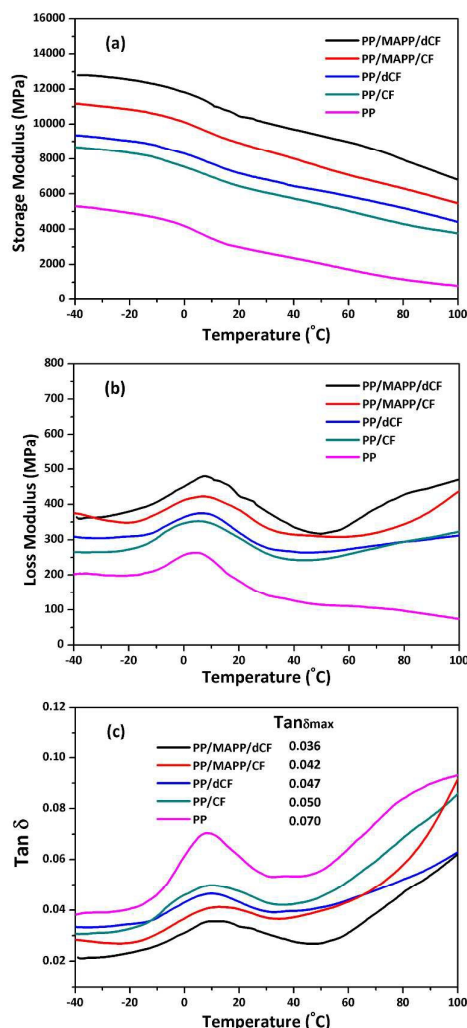 (a)
PP/MAPP/dCF
PP/MAPP/CF
PP/dCF
PP/CF
PP
16000
14000
12000
10000
8000
6000
4000
2000
0
Storage Modulus (MPa)
-40 -20 0 20 40 60 80 100
Temperature (°C)
(b)
PP/MAPP/dCF
PP/MAPP/CF
PP/dCF
PP/CF
PP
800
700
600
500
400
300
200
100
0
Loss Modulus (MPa)
-40 -20 0 20 40 60 80 100
Temperature (°C)
(c)
Tanδmax
PP/MAPP/dCF 0.036
PP/MAPP/CF 0.042
PP/dCF 0.047
PP/CF 0.050
PP 0.070
0.12
0.10
0.08
0.06
0.04
0.02
Tan δ
-40 -20 0 20 40 60 80 100
Temperature (°C)